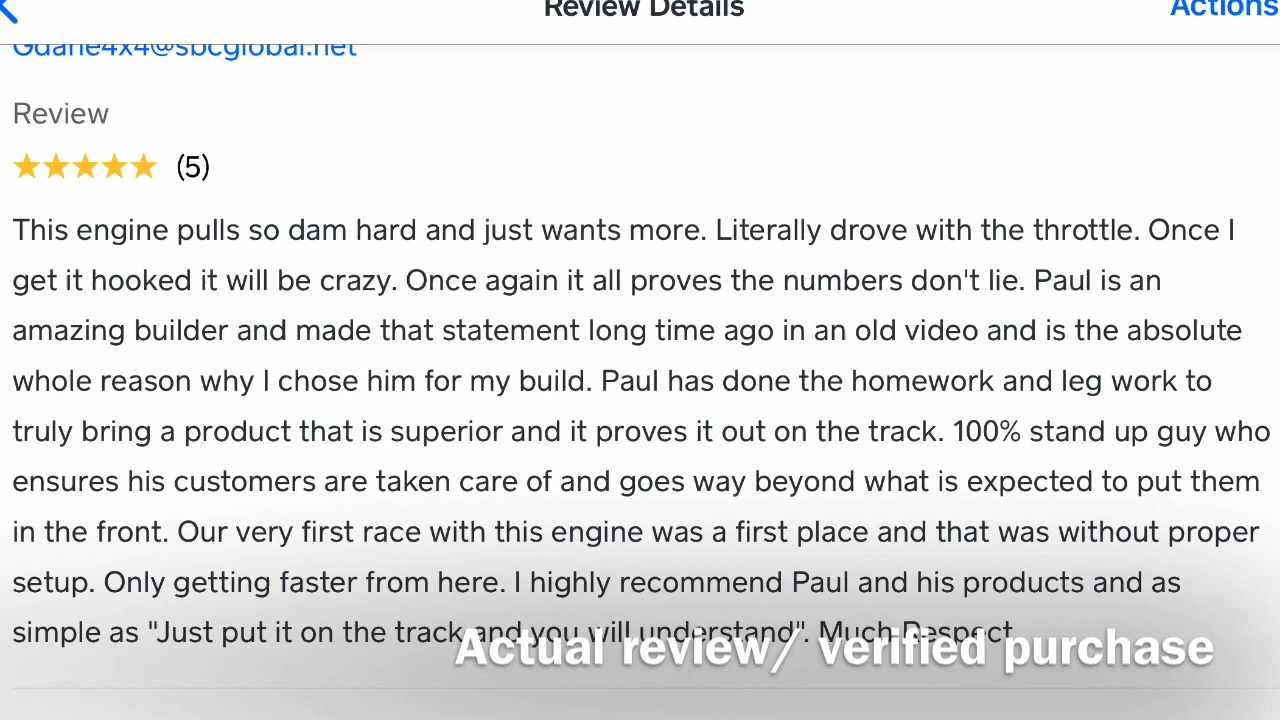 Review Details
Actions
Gdane4x4@sbcglobal.net
Review
(5)
This engine pulls so dam hard and just wants more. Literally drove with the throttle. Once I
get it hooked it will be crazy. Once again it all proves the numbers don't lie. Paul is an
amazing builder and made that statement long time ago in an old video and is the absolute
whole reason why I chose him for my build. Paul has done the homework and leg work to
truly bring a product that is superior and it proves it out on the track. 100% stand up guy who
ensures his customers are taken care of and goes way beyond what is expected to put them
in the front. Our very first race with this engine was a first place and that was without proper
setup. Only getting faster from here. I highly recommend Paul and his products and as
simple as "Just put it on the track and you will understand". Much Respect
Actual review/ verified purchase